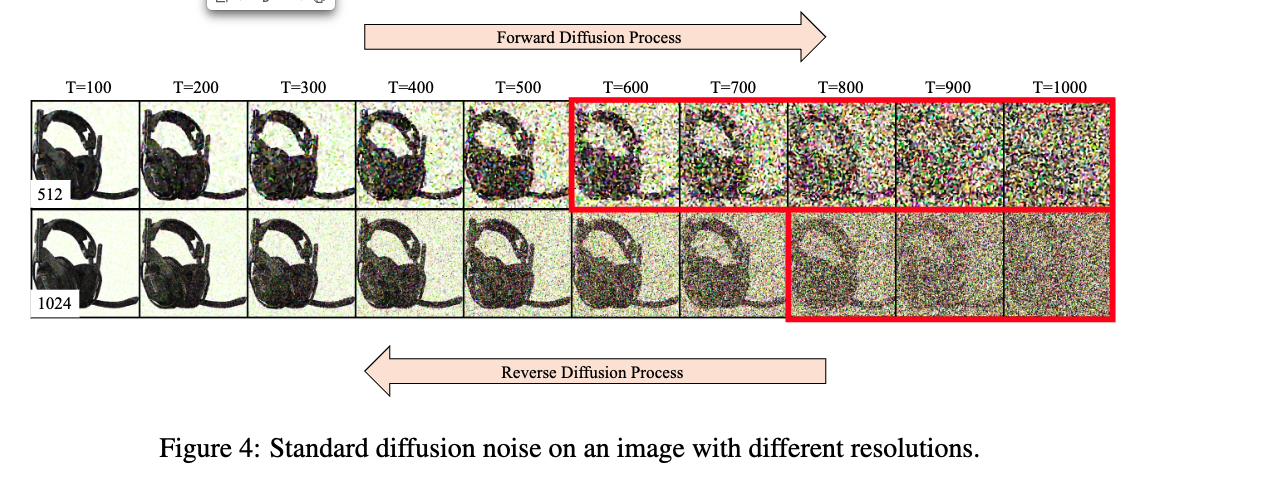 Forward Diffusion Process
T=100 T=200 T=300 T=400 T=500 T=600 T=700 T=800 T=900 T=1000
512
1024
Reverse Diffusion Process
Figure 4: Standard diffusion noise on an image with different resolutions.